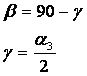 β = 90 − γ
γ = α₃/2